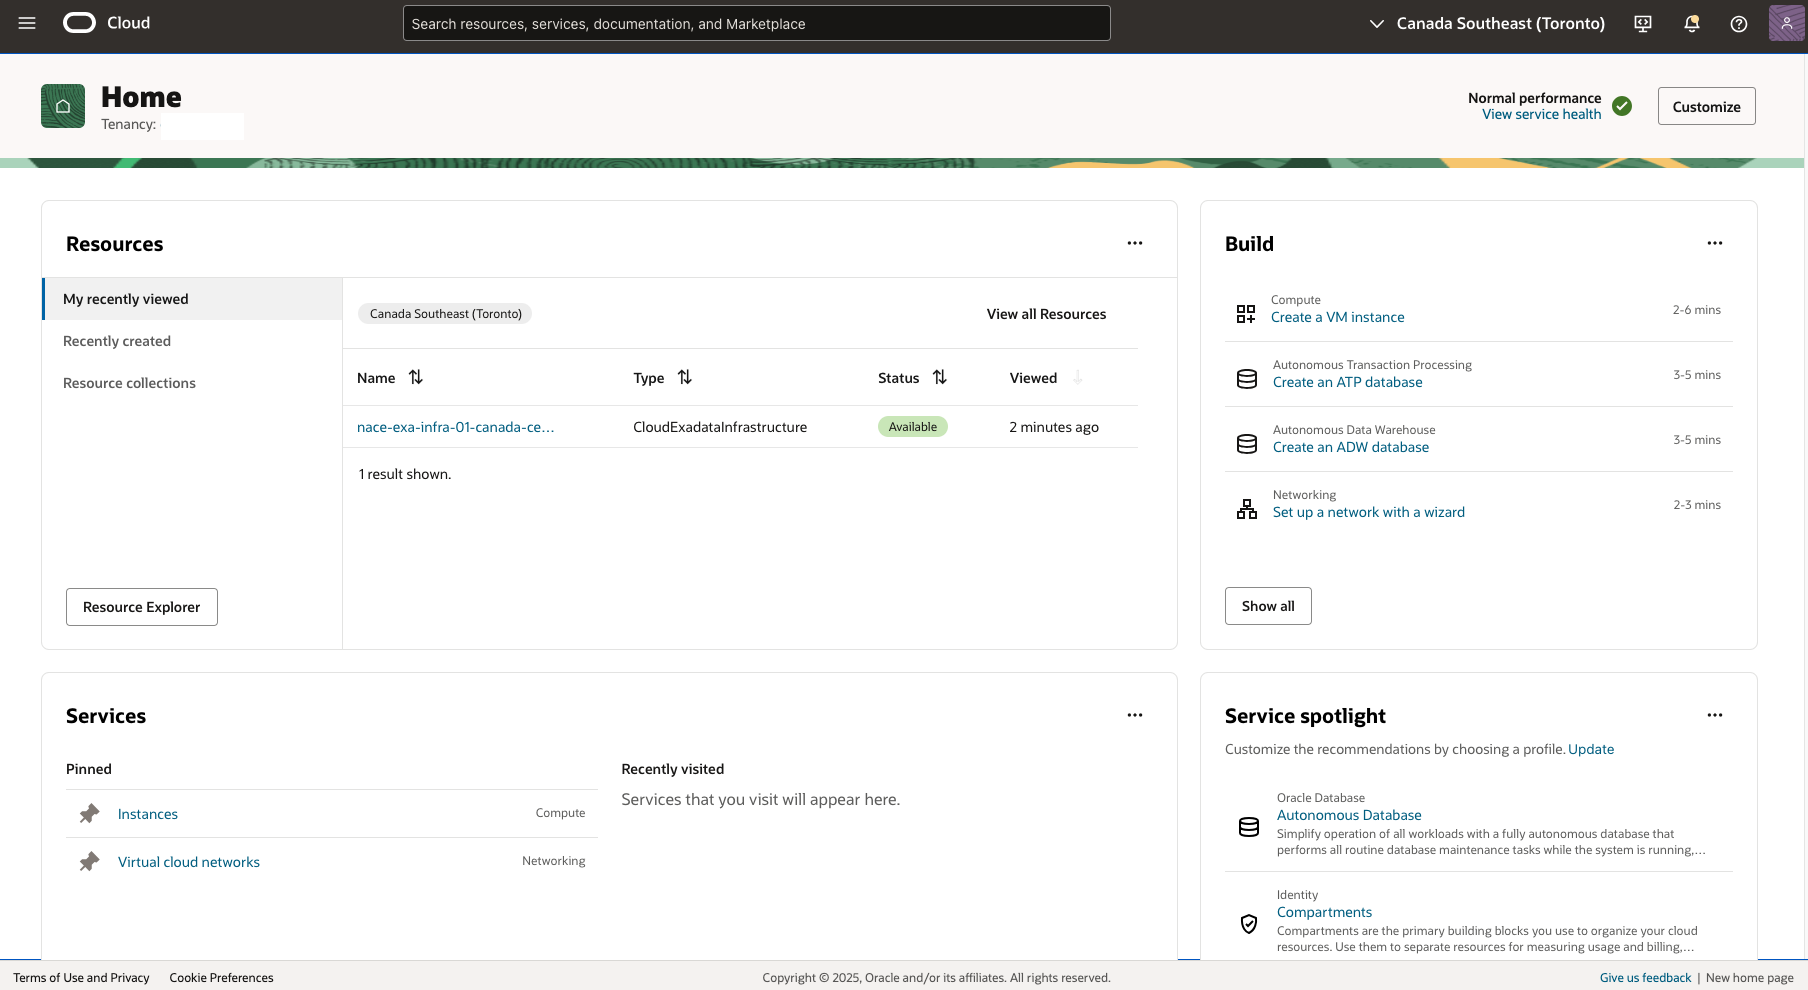 Cloud
Search resources, services, documentation, and Marketplace
Canada Southeast (Toronto)
Home
Tenancy:
Normal performance
View service health
Customize
Resources
My recently viewed
Recently created
Resource collections
Resource Explorer
Canada Southeast (Toronto)
View all Resources
Name Type Status Viewed
nace-exa-infra-01-canada-ce... CloudExadataInfrastructure Available 2 minutes ago
1 result shown.
Build
Compute
Create a VM instance
2-6 mins
Autonomous Transaction Processing
Create an ATP database
3-5 mins
Autonomous Data Warehouse
Create an ADW database
3-5 mins
Networking
Set up a network with a wizard
2-3 mins
Show all
Services
Pinned
Instances Compute
Virtual cloud networks Networking
Recently visited
Services that you visit will appear here.
Service spotlight
Customize the recommendations by choosing a profile. Update
Oracle Database
Autonomous Database
Simplify operation of all workloads with a fully autonomous database that
performs all routine database maintenance tasks while the system is running,...
Identity
Compartments
Compartments are the primary building blocks you use to organize your cloud
resources. Use them to separate resources for measuring usage and billing,...
Terms of Use and Privacy Cookie Preferences
Copyright © 2025, Oracle and/or its affiliates. All rights reserved.
Give us feedback | New home page